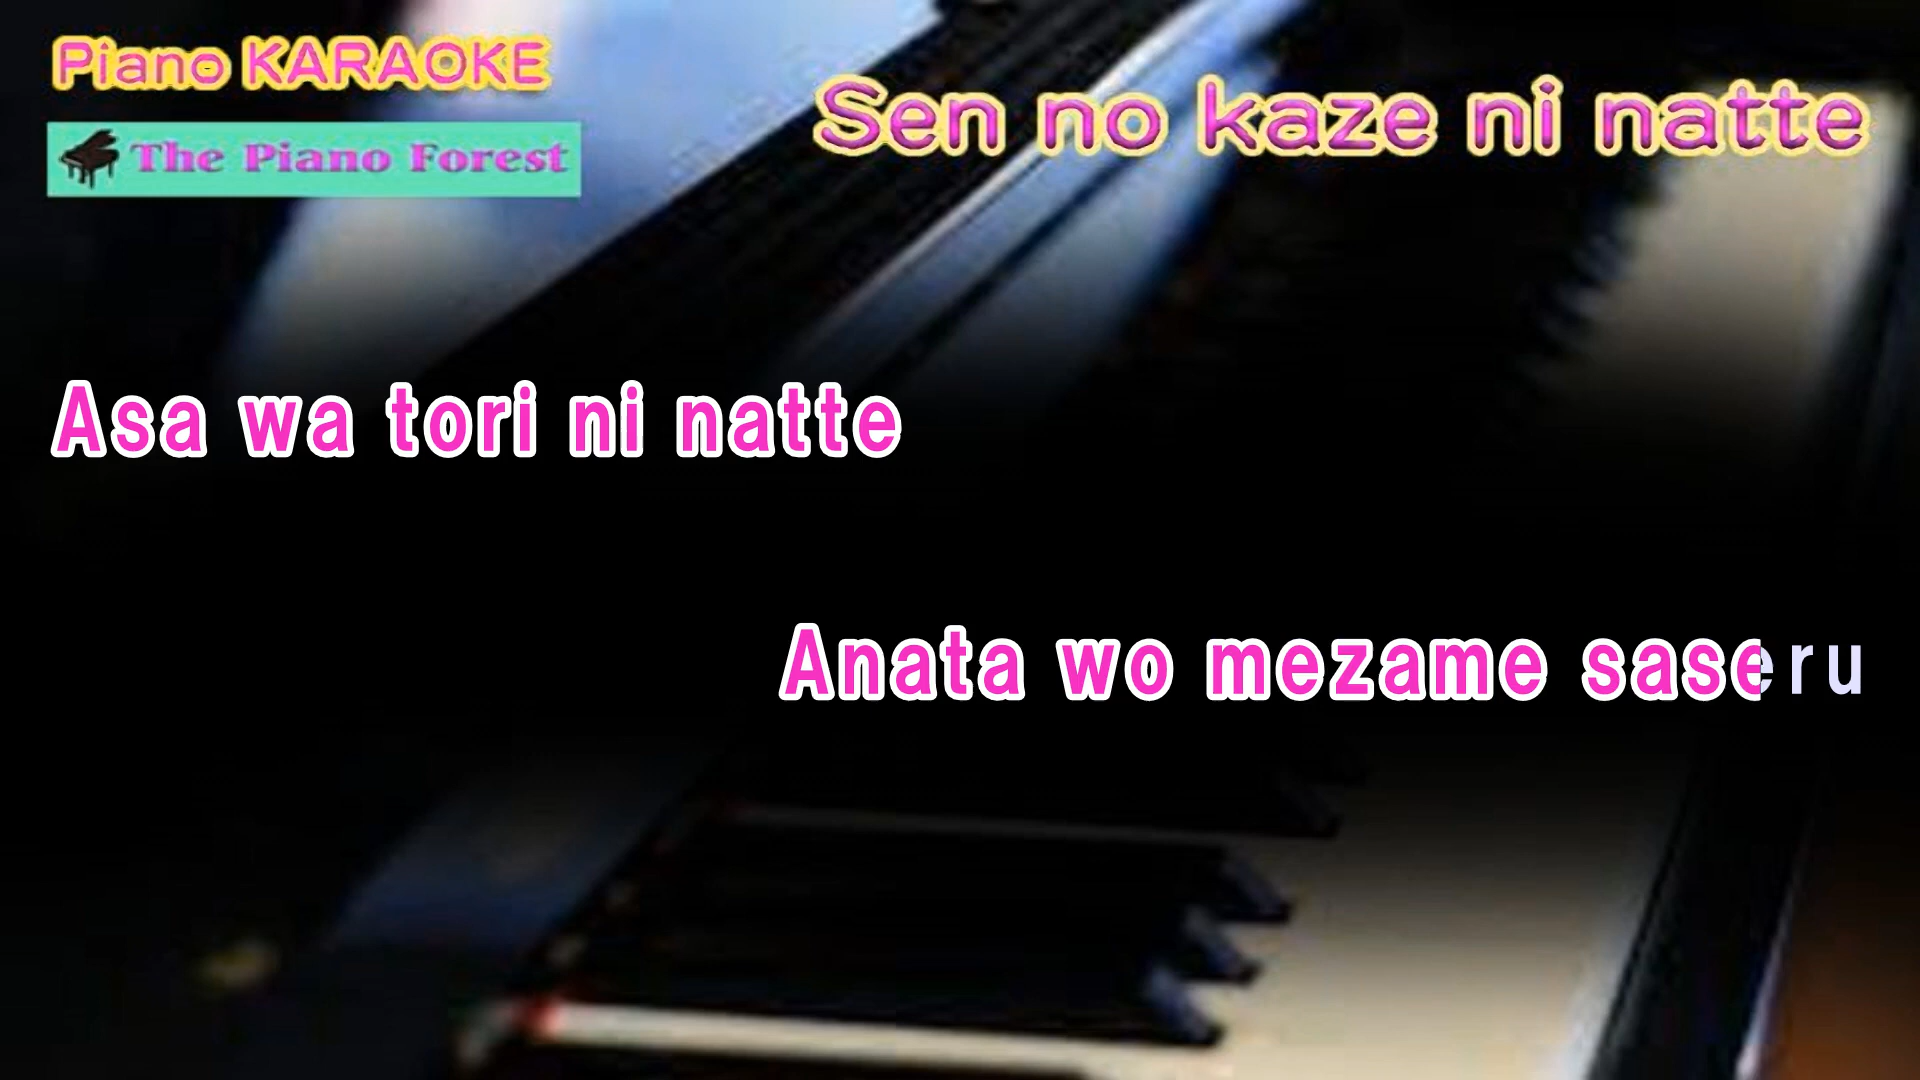 Piano KARAOKE
The Piano Forest
Sen no kaze ni natte
Asa wa tori ni natte
Anata wo mezame saseru